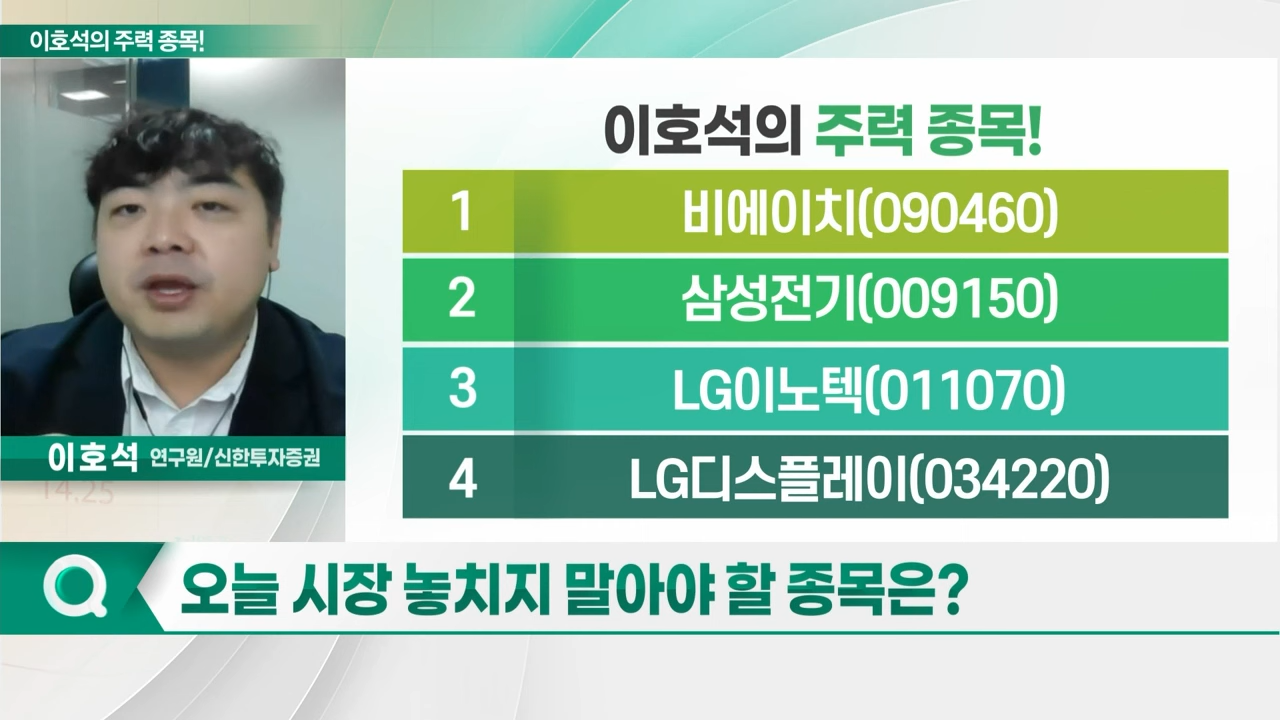 이호석의 주력 종목!
이호석의 주력 종목!
1 비에이치(090460)
2 삼성전기(009150)
3 LG이노텍(011070)
4 LG디스플레이(034220)
이호석 연구원/신한투자증권
14.25
Q 오늘 시장 놓치지 말아야 할 종목은?